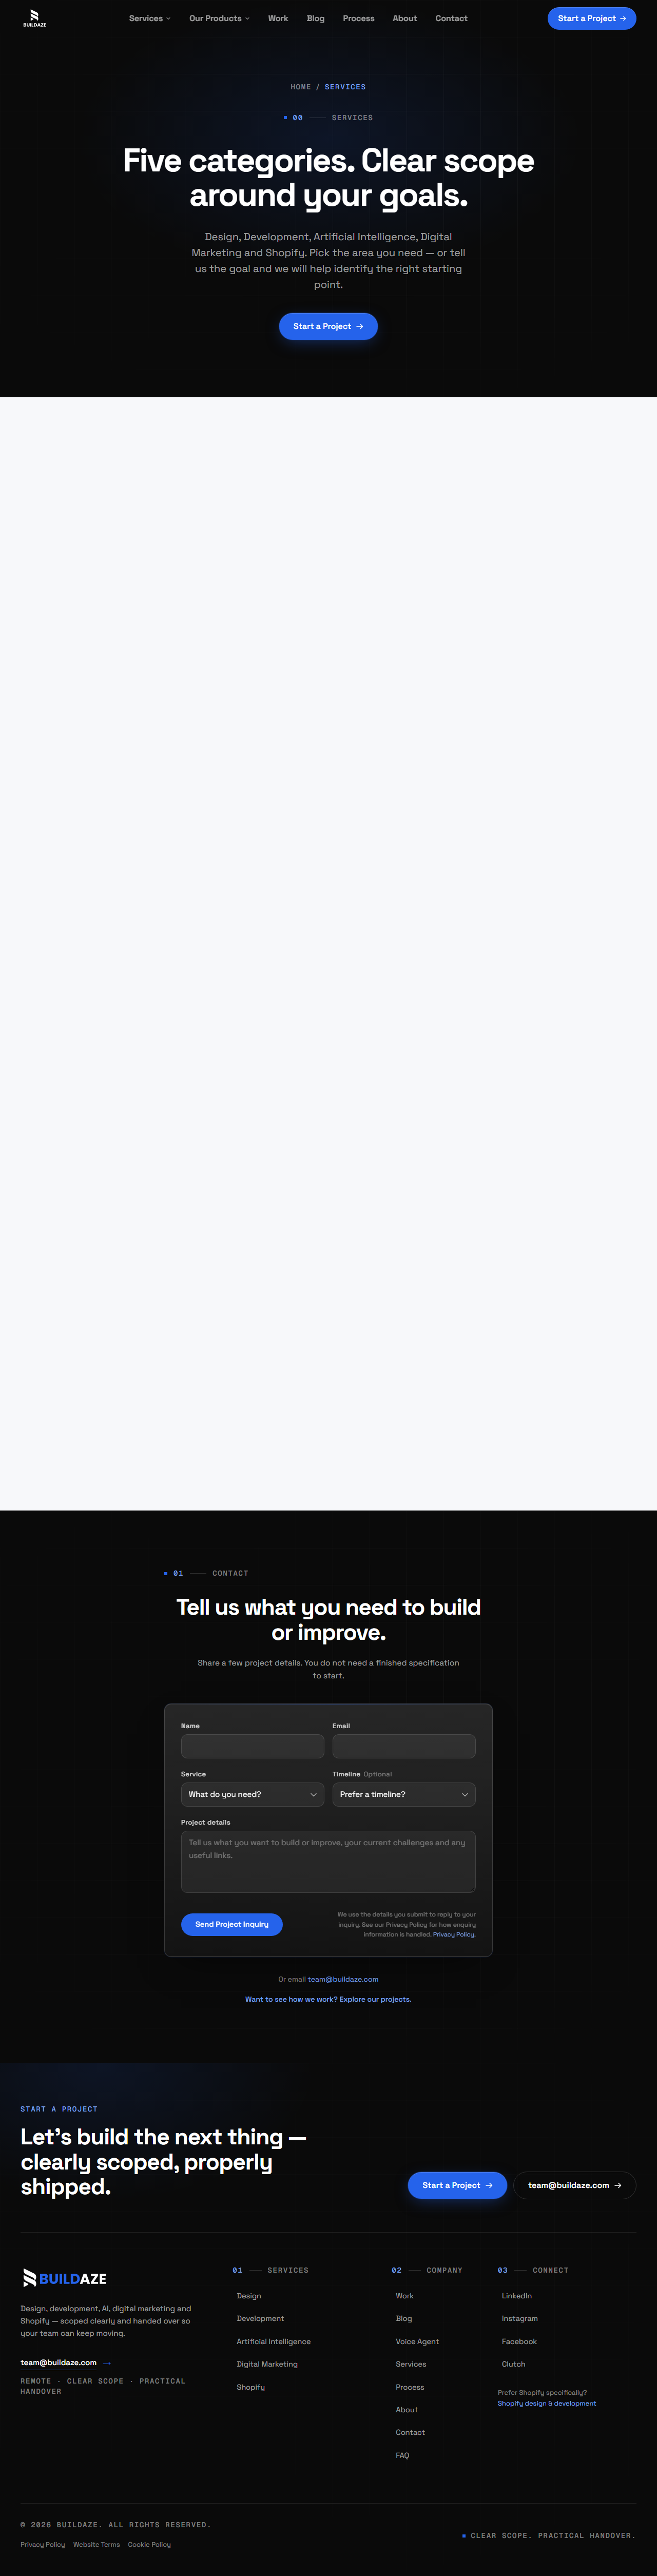 BUILDAZE
Services
Our Products
Work
Blog
Process
About
Contact
Start a Project →
HOME / SERVICES
00 SERVICES
Five categories. Clear scope
around your goals.
Design, Development, Artificial Intelligence, Digital
Marketing and Shopify. Pick the area you need — or tell
us the goal and we will help identify the right starting
point.
Start a Project →
01 CONTACT
Tell us what you need to build
or improve.
Share a few project details. You do not need a finished specification
to start.
Name
Email
Service
Timeline Optional
What do you need?
Prefer a timeline?
Project details
Tell us what you want to build or improve, your current challenges and any
useful links.
Send Project Inquiry
We use the details you submit to reply to your
inquiry. See our Privacy Policy for how enquiry
information is handled. Privacy Policy.
Or email team@buildaze.com
Want to see how we work? Explore our projects.
START A PROJECT
Let's build the next thing —
clearly scoped, properly
shipped.
Start a Project →
team@buildaze.com →
BUILDAZE
Design, development, AI, digital marketing and
Shopify — scoped clearly and handed over so
your team can keep moving.
team@buildaze.com →
REMOTE · CLEAR SCOPE · PRACTICAL
HANDOVER
01 SERVICES
Design
Development
Artificial Intelligence
Digital Marketing
Shopify
02 COMPANY
Work
Blog
Voice Agent
Services
Process
About
Contact
FAQ
03 CONNECT
LinkedIn
Instagram
Facebook
Clutch
Prefer Shopify specifically?
Shopify design & development
© 2026 BUILDAZE. ALL RIGHTS RESERVED.
Privacy Policy Website Terms Cookie Policy
CLEAR SCOPE. PRACTICAL HANDOVER.